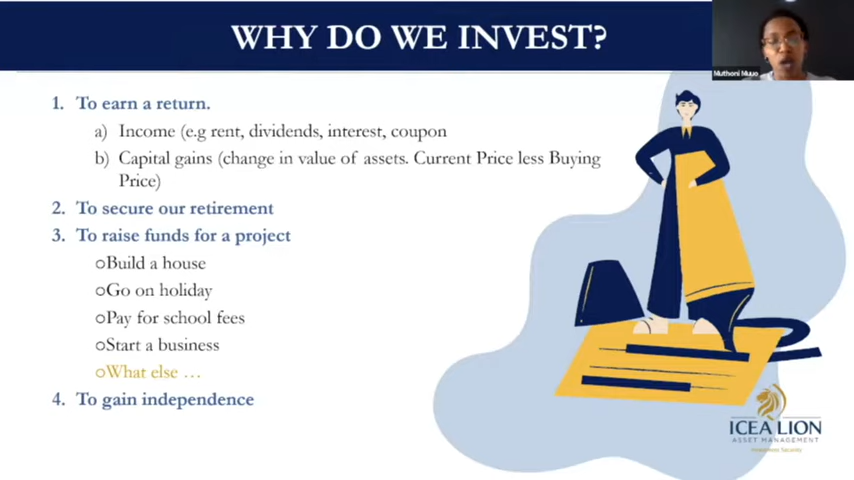 WHY DO WE INVEST?
Muthoni Muuo
1. To earn a return.
a) Income (e.g rent, dividends, interest, coupon
b) Capital gains (change in value of assets. Current Price less Buying
Price)
2. To secure our retirement
3. To raise funds for a project
oBuild a house
oGo on holiday
oPay for school fees
oStart a business
oWhat else …
4. To gain independence
ICEA LION
ASSET MANAGEMENT